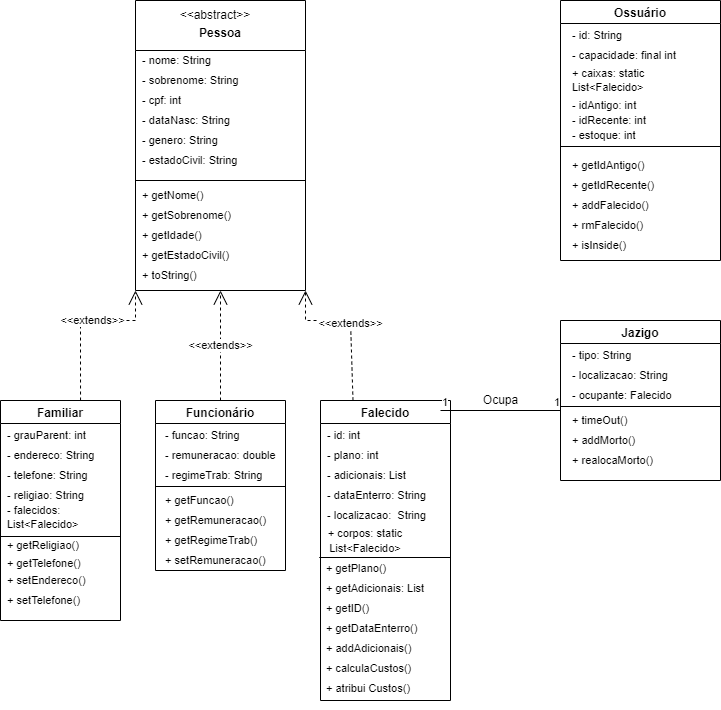 <<abstract>>
Pessoa
- nome: String
- sobrenome: String
- cpf: int
- dataNasc: String
- genero: String
- estadoCivil: String
+ getNome()
+ getSobrenome()
+ getIdade()
+ getEstadoCivil()
+ toString()
Ossuário
- id: String
- capacidade: final int
+ caixas: static
List<Falecido>
- idAntigo: int
- idRecente: int
- estoque: int
+ getIdAntigo()
+ getIdRecente()
+ addFalecido()
+ rmFalecido()
+ isInside()
<<extends>>
<<extends>>
<<extends>>
Familiar
- grauParent: int
- endereco: String
- telefone: String
- religiao: String
- falecidos:
List<Falecido>
+ getReligiao()
+ getTelefone()
+ setEndereco()
+ setTelefone()
Funcionário
- funcao: String
- remuneracao: double
- regimeTrab: String
+ getFuncao()
+ getRemuneracao()
+ getRegimeTrab()
+ setRemuneracao()
Falecido
- id: int
- plano: int
- adicionais: List
- dataEnterro: String
- localizacao: String
+ corpos: static
List<Falecido>
+ getPlano()
+ getAdicionais: List
+ getID()
+ getDataEnterro()
+ addAdicionais()
+ calculaCustos()
+ atribui Custos()
1
Ocupa
1
Jazigo
- tipo: String
- localizacao: String
- ocupante: Falecido
+ timeOut()
+ addMorto()
+ realocaMorto()